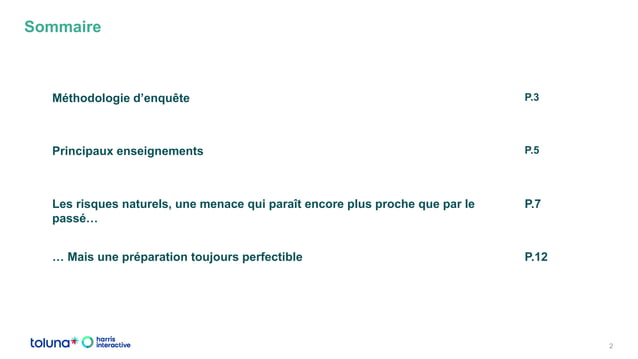 Sommaire
Méthodologie d’enquête P.3
Principaux enseignements P.5
Les risques naturels, une menace qui paraît encore plus proche que par le P.7
passé…
… Mais une préparation toujours perfectible P.12
toluna* harris
interactive
2